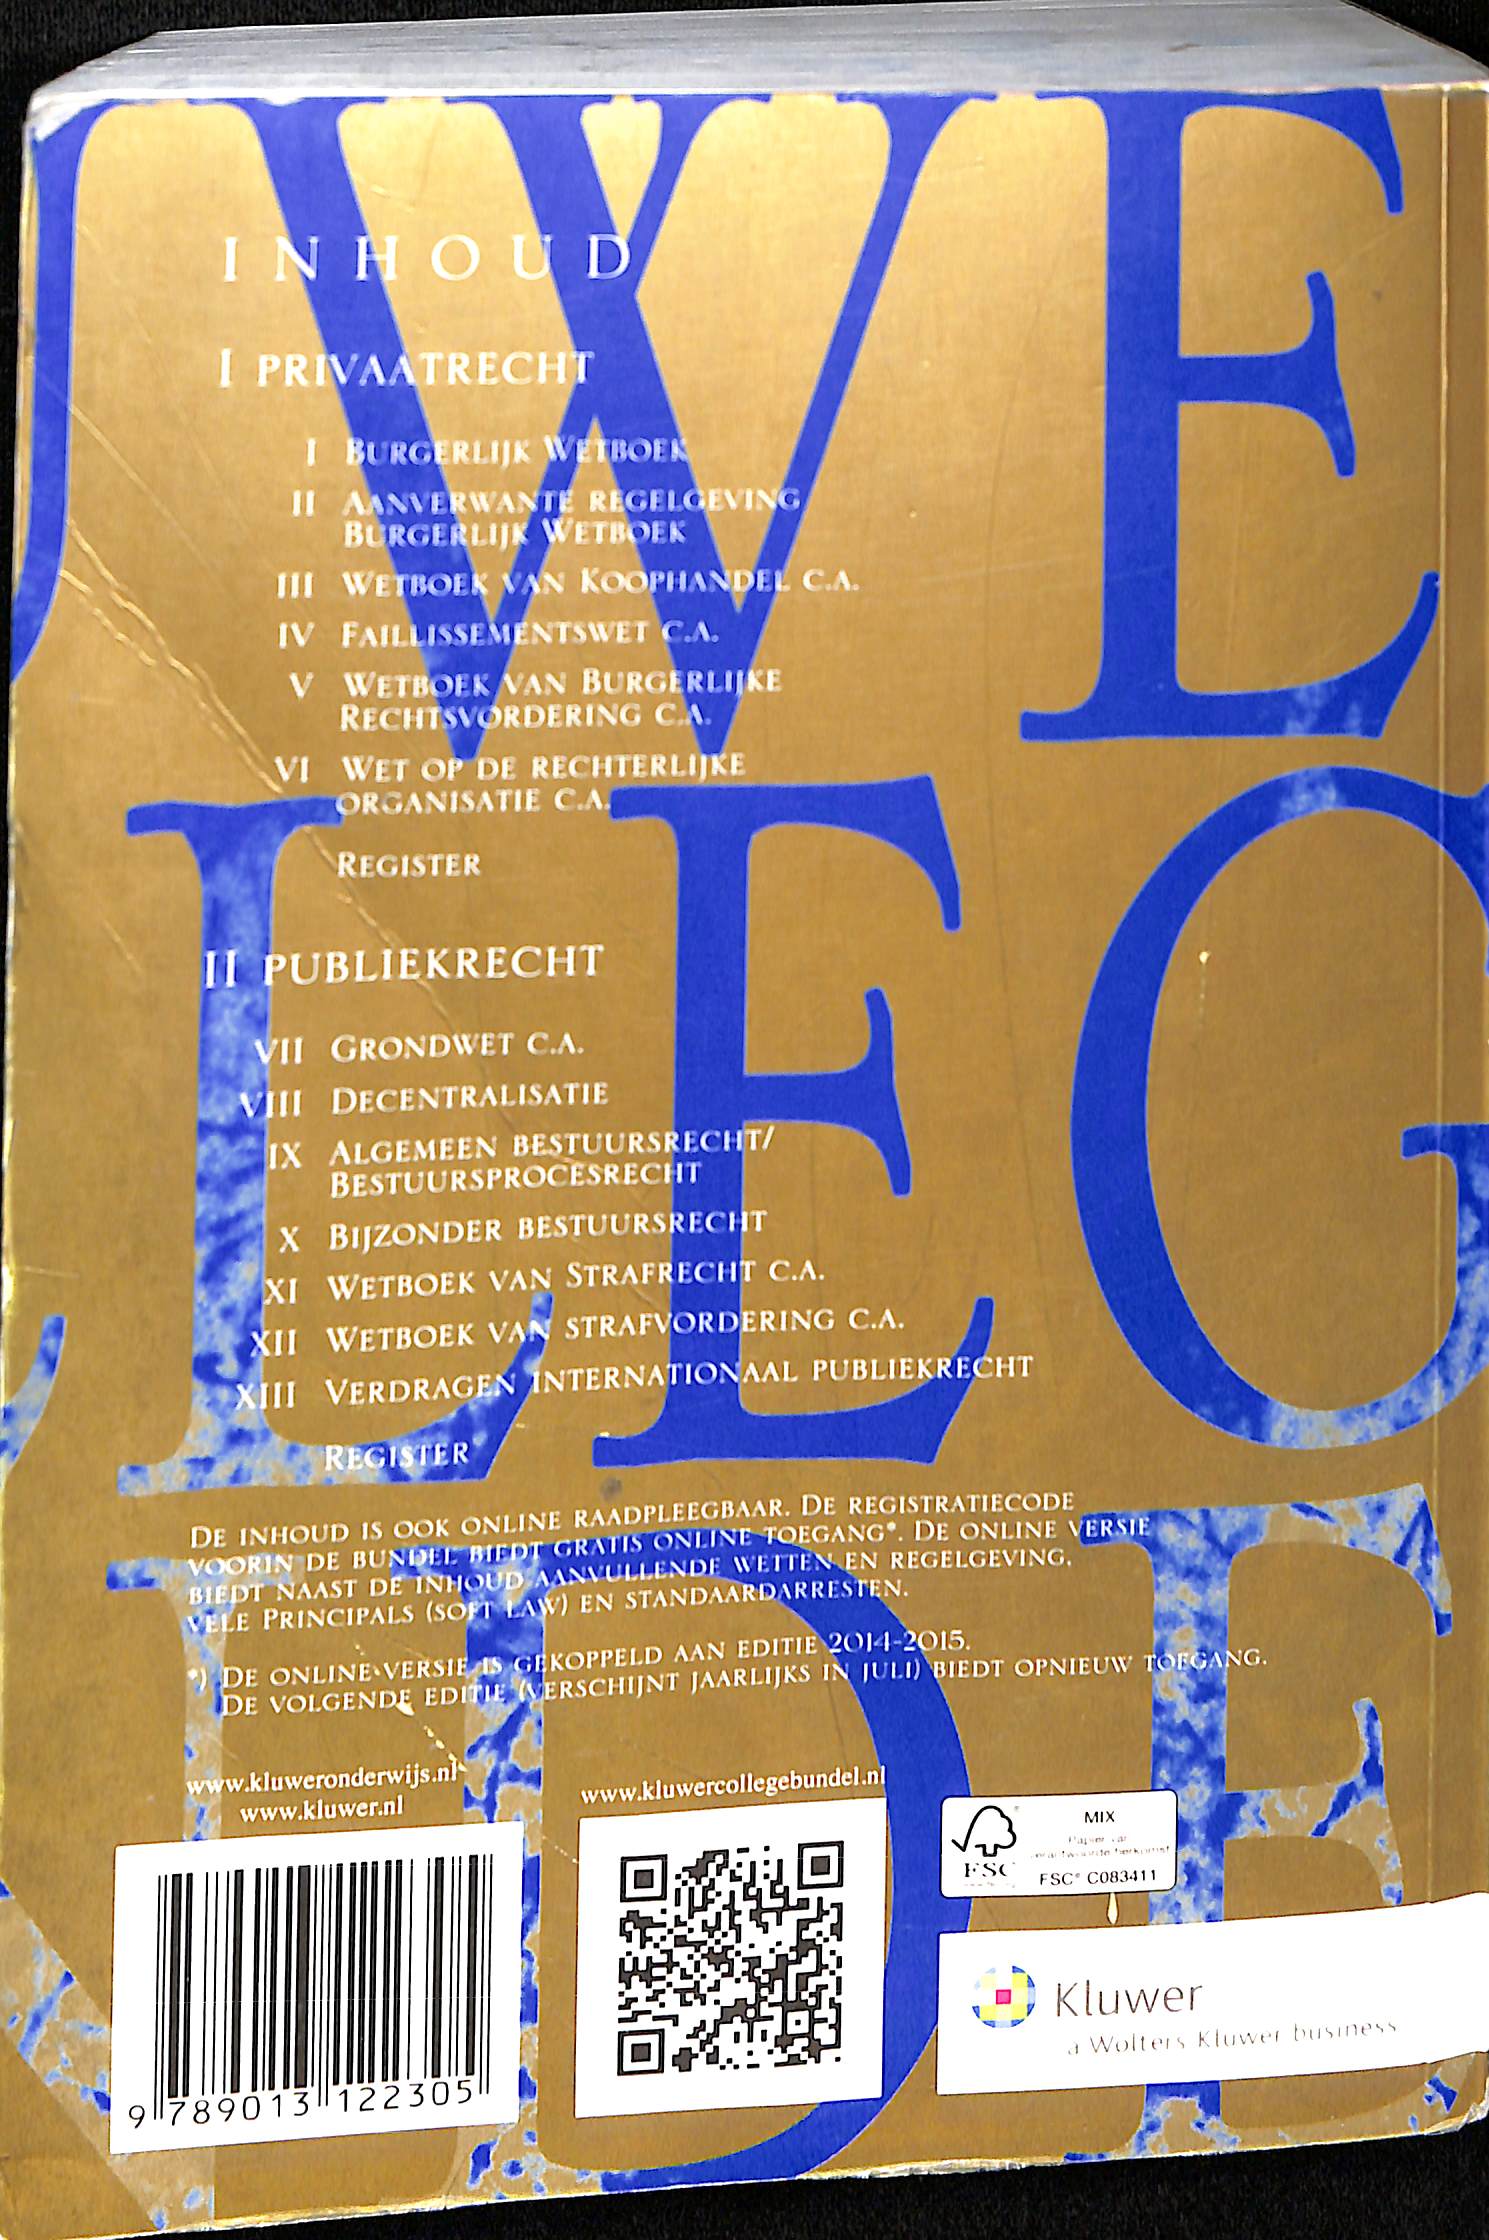 INHOUD
I PRIVAATRECHT
I BURGERLIJK WETBOEK
II AANVERWANTE REGELGEVING
BURGERLIJK WETBOEK
III WETBOEK VAN KOOPHANDEL C.A.
IV FAILLISSEMENTSWET C.A.
V WETBOEK VAN BURGERLIJKE
RECHTSVORDERING C.A.
VI WET OP DE RECHTERLIJKE
ORGANISATIE C.A.
REGISTER
II PUBLIEKRECHT
VII GRONDWET C.A.
VIII DECENTRALISATIE
IX ALGEMEEN BESTUURSRECHT/
BESTUURSPROCESRECHT
X BIJZONDER BESTUURSRECHT
XI WETBOEK VAN STRAFRECHT C.A.
XII WETBOEK VAN STRAFVORDERING C.A.
XIII VERDRAGEN INTERNATIONAAL PUBLIEKRECHT
REGISTER
DE INHOUD IS OOK ONLINE RAADPLEEGBAAR. DE REGISTRATIECODE
VOORIN DE BUNDEL BIEDT GRATIS ONLINE TOEGANG*. DE ONLINE VERSIE
BIEDT NAAST DE INHOUD AANVULLENDE WETTEN EN REGELGEVING,
VELE PRINCIPALS (SOFT LAW) EN STANDAARDARRESTEN.
*) DE ONLINE VERSIE IS GEKOPPELD AAN EDITIE 2014-2015.
DE VOLGENDE EDITIE (VERSCHIJNT JAARLIJKS IN JULI) BIEDT OPNIEUW TOEGANG.
www.kluweronderwijs.nl
www.kluwer.nl
www.kluwercollegebundel.nl
MIX
Papier van
verantwoorde herkomst
FSC
FSC® C083411
Kluwer
a Wolters Kluwer business
9 789013 122305
WE
LEG
DE